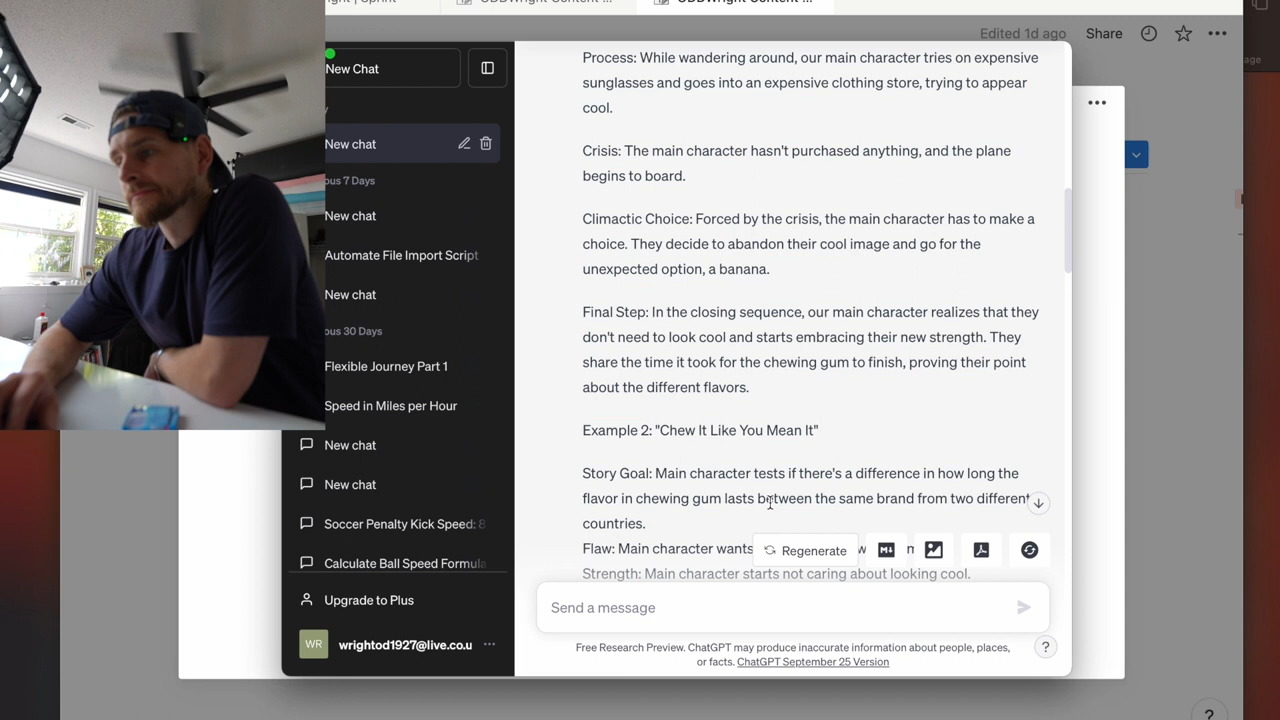 Edited 1d ago
Share
New Chat
New chat
ous 7 Days
New chat
Automate File Import Script
New chat
ous 30 Days
Flexible Journey Part 1
Speed in Miles per Hour
New chat
New chat
Soccer Penalty Kick Speed: 8
Calculate Ball Speed Formula
Upgrade to Plus
WR
wrightod1927@live.co.u
Process: While wandering around, our main character tries on expensive
sunglasses and goes into an expensive clothing store, trying to appear
cool.
Crisis: The main character hasn't purchased anything, and the plane
begins to board.
Climactic Choice: Forced by the crisis, the main character has to make a
choice. They decide to abandon their cool image and go for the
unexpected option, a banana.
Final Step: In the closing sequence, our main character realizes that they
don't need to look cool and starts embracing their new strength. They
share the time it took for the chewing gum to finish, proving their point
about the different flavors.
Example 2: "Chew It Like You Mean It"
Story Goal: Main character tests if there's a difference in how long the
flavor in chewing gum lasts between the same brand from two different
countries.
Flaw: Main character wants
Regenerate
Strength: Main character starts not caring about looking cool.
Send a message
Free Research Preview. ChatGPT may produce inaccurate information about people, places,
or facts. ChatGPT September 25 Version
?
?